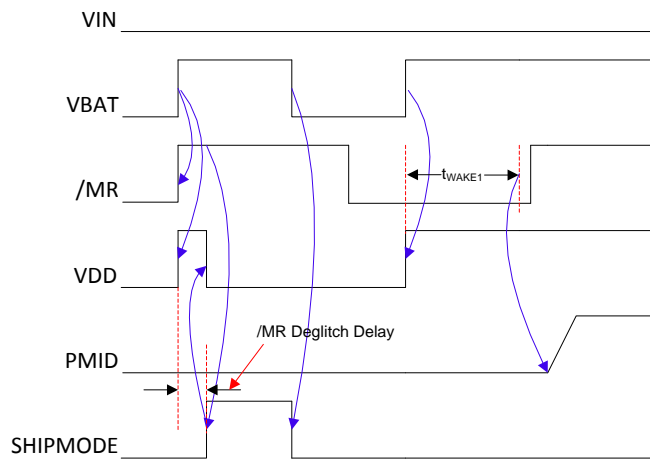 VIN
VBAT
/MR
tWAKE1
VDD
/MR Deglitch Delay
PMID
SHIPMODE